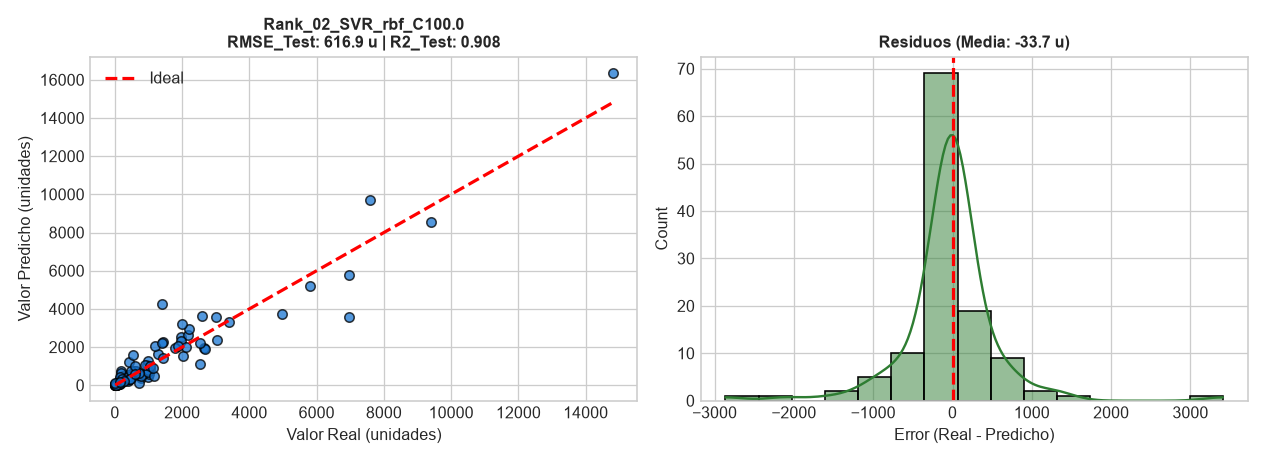 Rank_02_SVR_rbf_C100.0
RMSE_Test: 616.9 u | R2_Test: 0.908
Ideal
16000
14000
12000
10000
8000
6000
4000
2000
0
Valor Predicho (unidades)
0 2000 4000 6000 8000 10000 12000 14000
Valor Real (unidades)
Residuos (Media: -33.7 u)
70
60
50
40
30
20
10
0
Count
−3000 −2000 −1000 0 1000 2000 3000
Error (Real - Predicho)